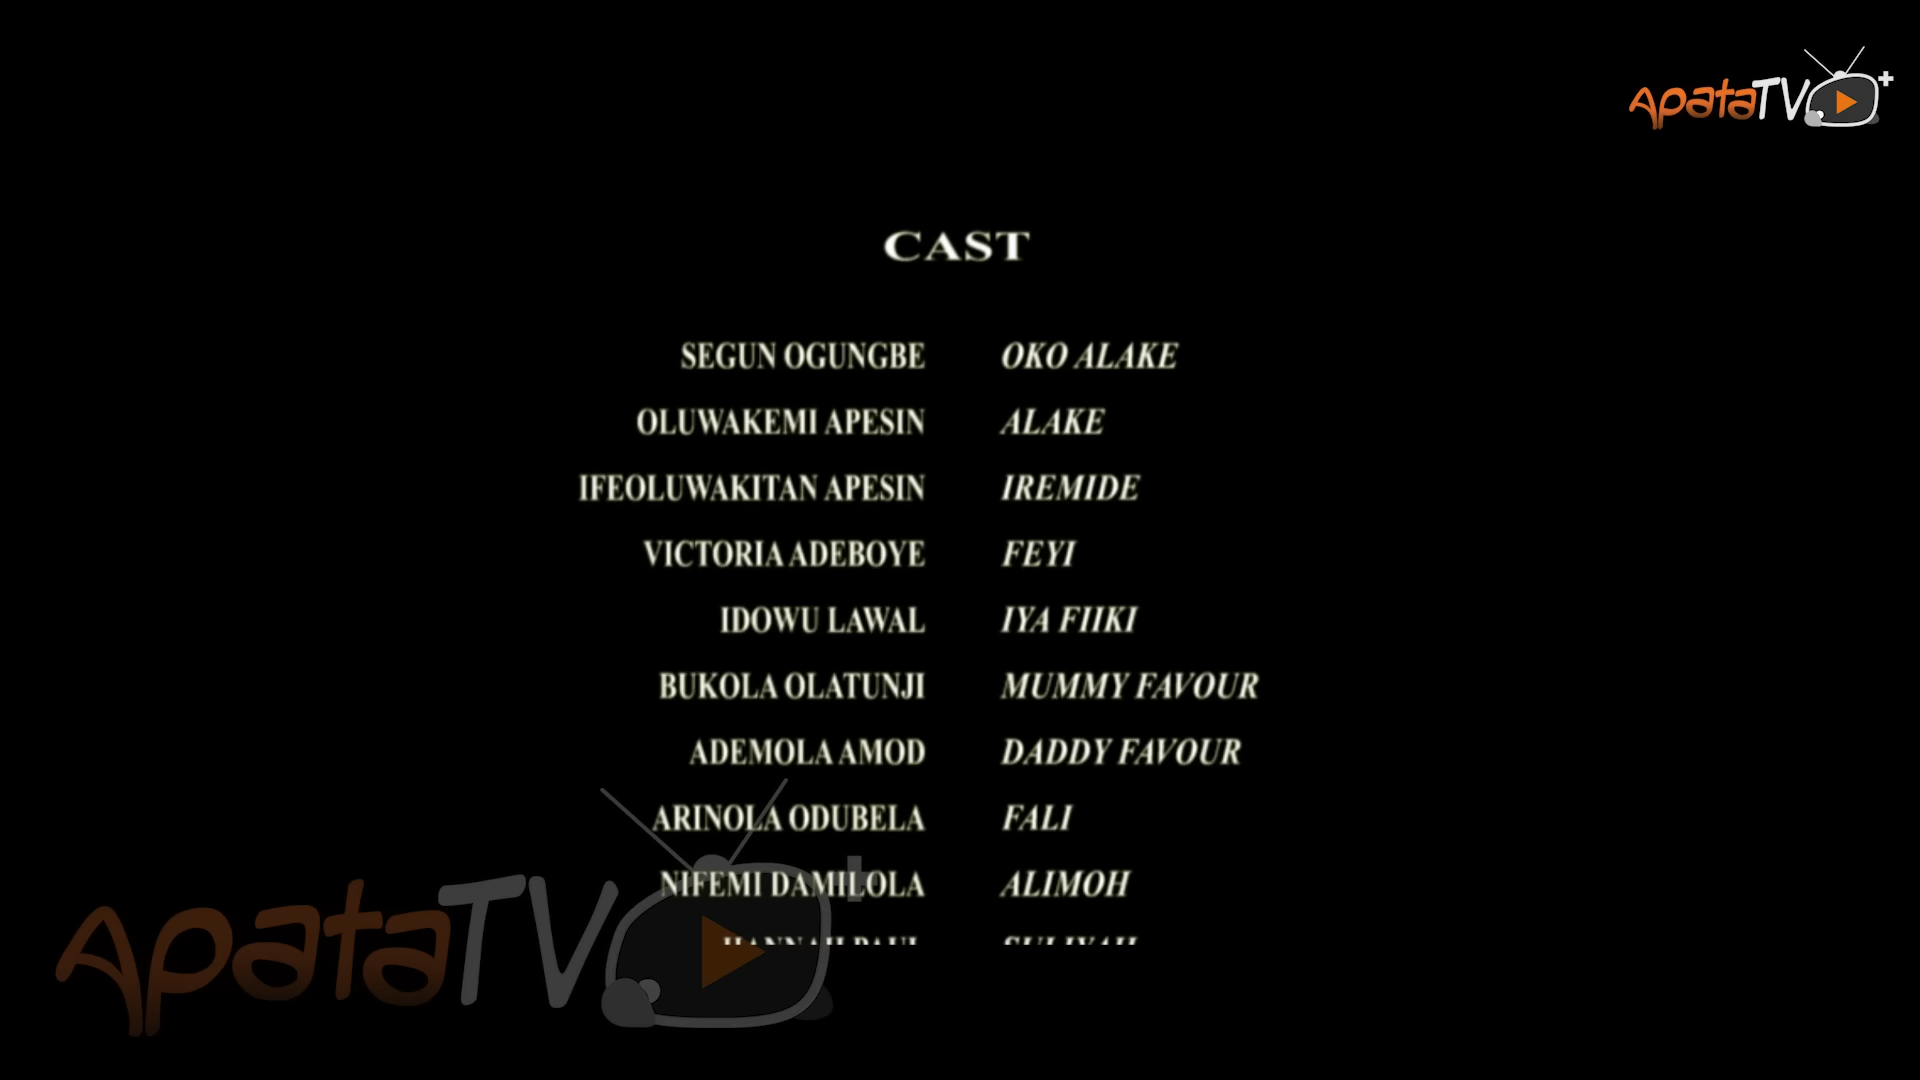 ApataTV+
CAST
SEGUN OGUNGBE OKO ALAKE
OLUWAKEMI APESIN ALAKE
IFEOLUWAKITAN APESIN IREMIDE
VICTORIA ADEBOYE FEYI
IDOWU LAWAL IYA FIIKI
BUKOLA OLATUNJI MUMMY FAVOUR
ADEMOLA AMOD DADDY FAVOUR
ARINOLA ODUBELA FALI
NIFEMI DAMILOLA ALIMOH
ApataTV+